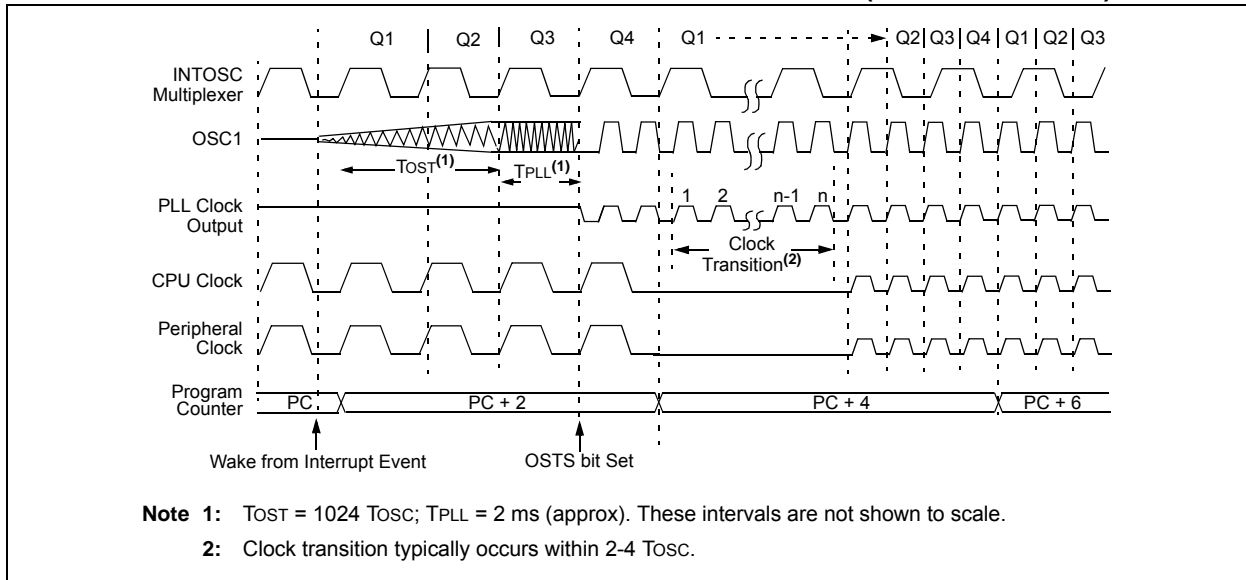 Q1 Q2 Q3 Q4 Q1 Q2 Q3 Q4 Q1 Q2 Q3
INTOSC
Multiplexer
OSC1
TOST(1)
TPLL(1)
1 2 n-1 n
PLL Clock
Output
Clock
Transition(2)
CPU Clock
Peripheral
Clock
Program
Counter
PC PC + 2 PC + 4 PC + 6
Wake from Interrupt Event OSTS bit Set
Note 1: TOST = 1024 TOSC; TPLL = 2 ms (approx). These intervals are not shown to scale.
2: Clock transition typically occurs within 2-4 TOSC.